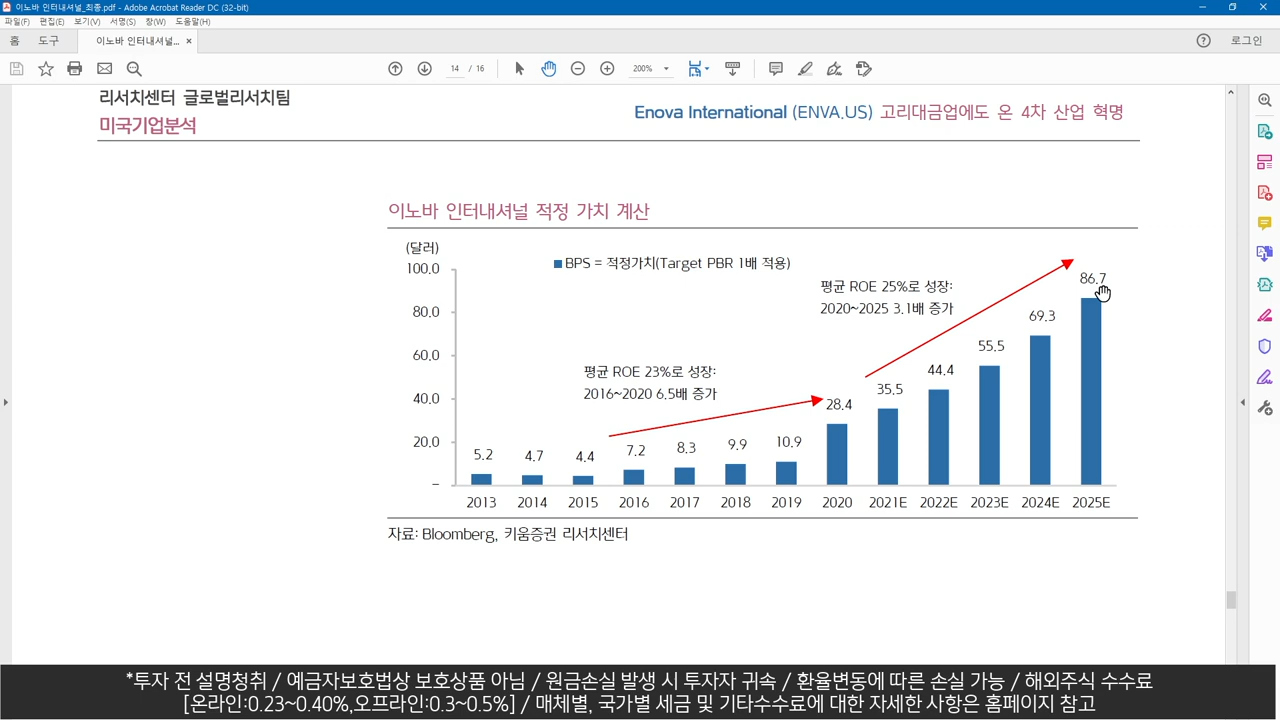 이노바 인터내셔널_최종.pdf - Adobe Acrobat Reader DC (32-bit)
파일(F) 편집(E) 보기(V) 서명(S) 창(W) 도움말(H)
홈 도구 이노바 인터내셔널... × 로그인
14 / 16 200%
리서치센터 글로벌리서치팀
미국기업분석
Enova International (ENVA.US) 고리대금업에도 온 4차 산업 혁명
이노바 인터내셔널 적정 가치 계산
(달러)
BPS = 적정가치(Target PBR 1배 적용)
100.0
80.0
60.0
40.0
20.0
–
평균 ROE 25%로 성장:
2020~2025 3.1배 증가
평균 ROE 23%로 성장:
2016~2020 6.5배 증가
5.2 4.7 4.4 7.2 8.3 9.9 10.9 28.4 35.5 44.4 55.5 69.3 86.7
2013 2014 2015 2016 2017 2018 2019 2020 2021E 2022E 2023E 2024E 2025E
자료: Bloomberg, 키움증권 리서치센터
*투자 전 설명청취 / 예금자보호법상 보호상품 아님 / 원금손실 발생 시 투자자 귀속 / 환율변동에 따른 손실 가능 / 해외주식 수수료
[온라인:0.23~0.40%,오프라인:0.3~0.5%] / 매체별, 국가별 세금 및 기타수수료에 대한 자세한 사항은 홈페이지 참고